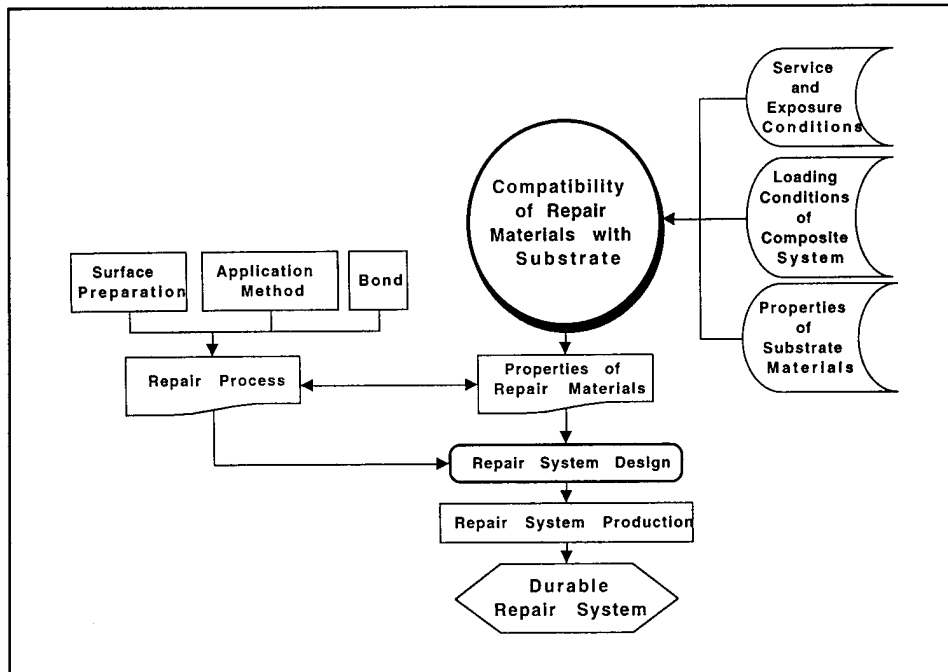 Service
and
Exposure
Conditions
Compatibility
of Repair
Materials with
Substrate
Loading
Conditions
of
Composite
System
Surface
Preparation
Application
Method
Bond
Properties
of
Substrate
Materials
Repair Process
Properties of
Repair Materials
Repair System Design
Repair System Production
Durable
Repair System